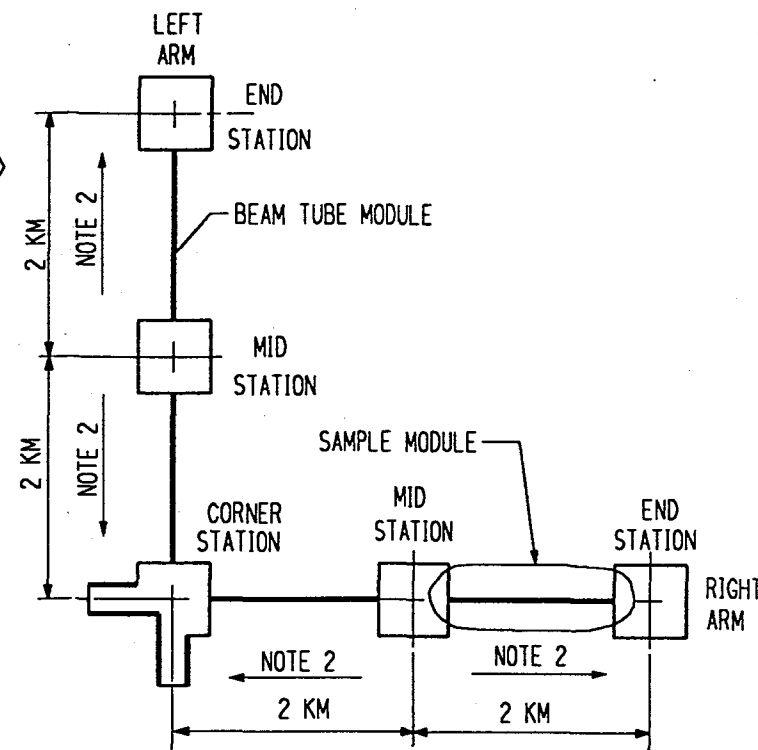 LEFT
ARM
END
STATION
2 KM
NOTE 2
BEAM TUBE MODULE
MID
STATION
2 KM
NOTE 2
SAMPLE MODULE
CORNER
STATION
MID
STATION
END
STATION
RIGHT
ARM
NOTE 2
NOTE 2
2 KM
2 KM